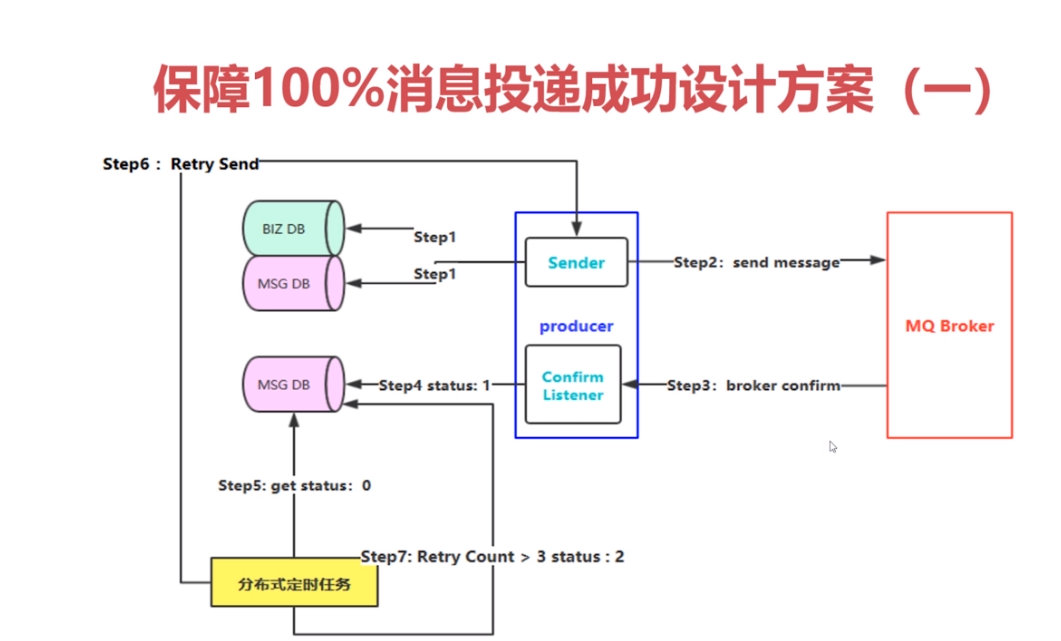 保障100%消息投递成功设计方案（一）
Step6： Retry Send
BIZ DB
Step1
MSG DB
Step1
Sender
Step2：send message
producer
MQ Broker
MSG DB
Step4 status: 1
Confirm
Listener
Step3：broker confirm
Step5: get status：0
Step7: Retry Count > 3 status : 2
分布式定时任务